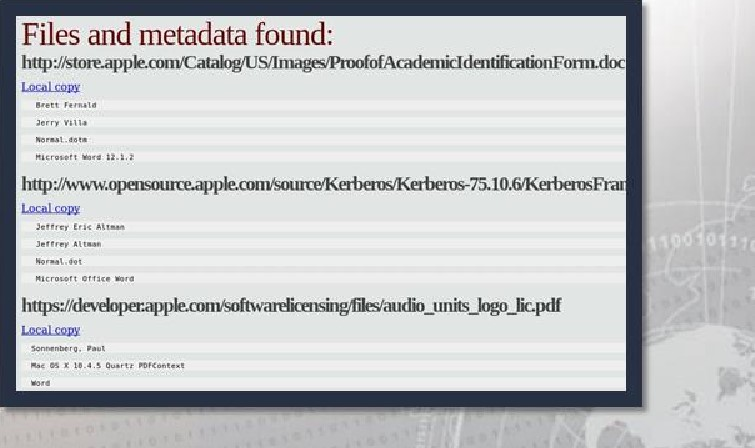 Files and metadata found:
http://store.apple.com/Catalog/US/Images/ProofofAcademicIdentificationForm.doc
Local copy
Brett Fernald
Jerry Villa
Normal.dotm
Microsoft Word 12.1.2
http://www.opensource.apple.com/source/Kerberos/Kerberos-75.10.6/KerberosFran
Local copy
Jeffrey Eric Altman
Jeffrey Altman
Normal.dot
Microsoft Office Word
https://developer.apple.com/softwarelicensing/files/audio_units_logo_lic.pdf
Local copy
Sonnenberg, Paul
Mac OS X 10.4.5 Quartz PDFContext
Word